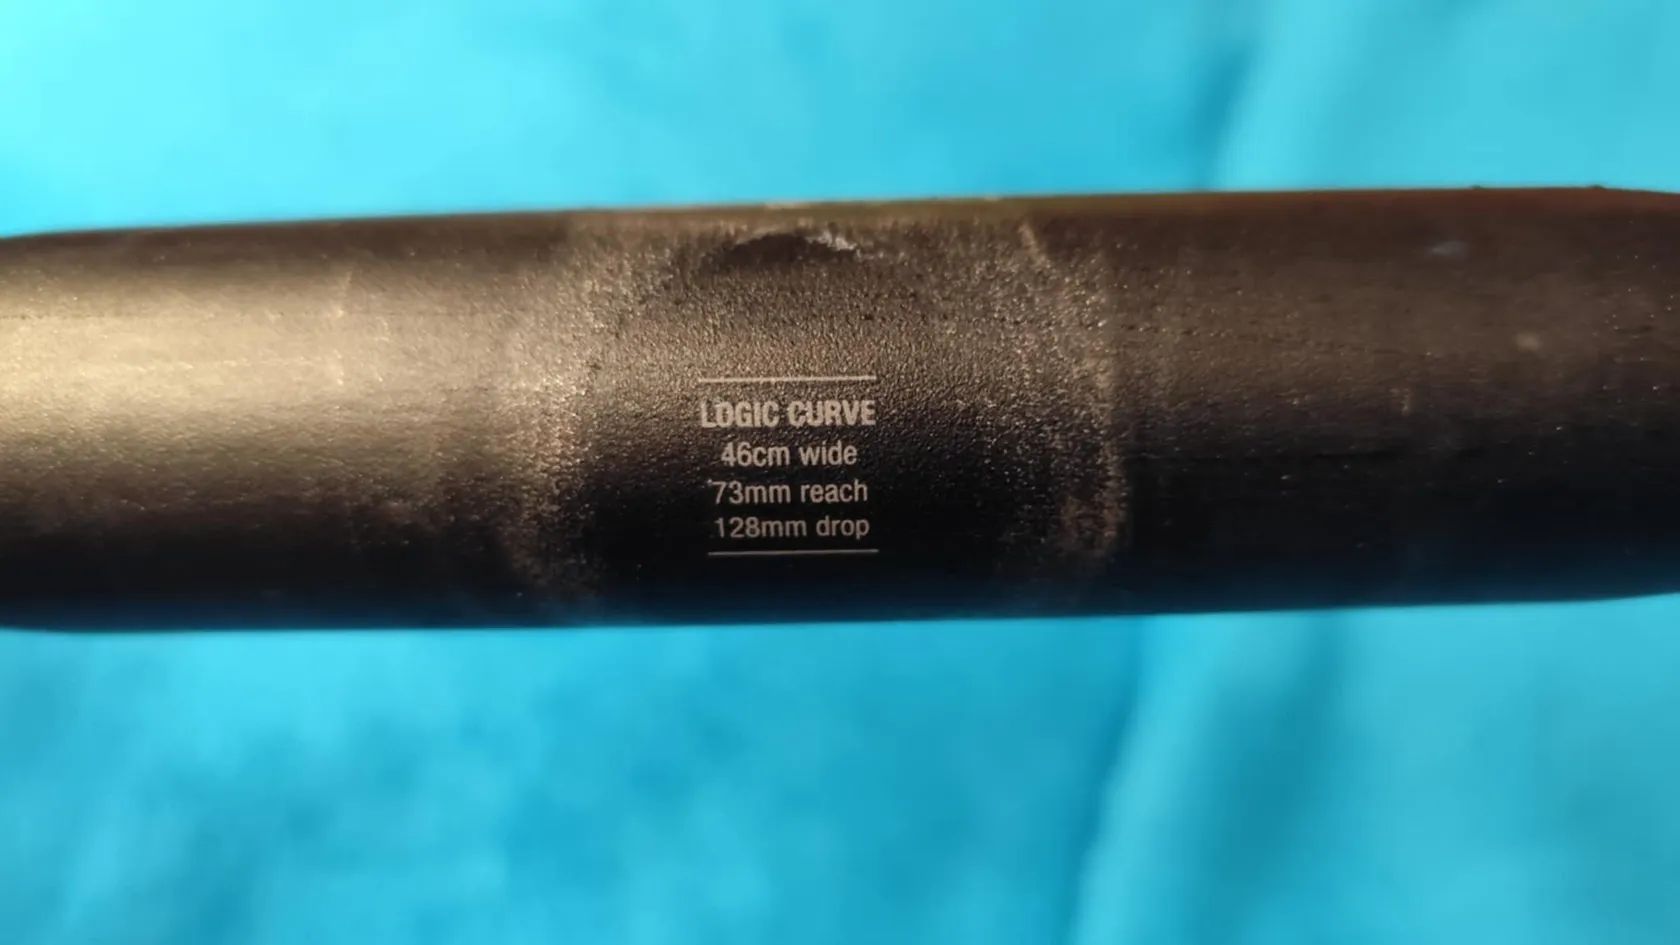 LOGIC CURVE
46cm wide
73mm reach
128mm drop